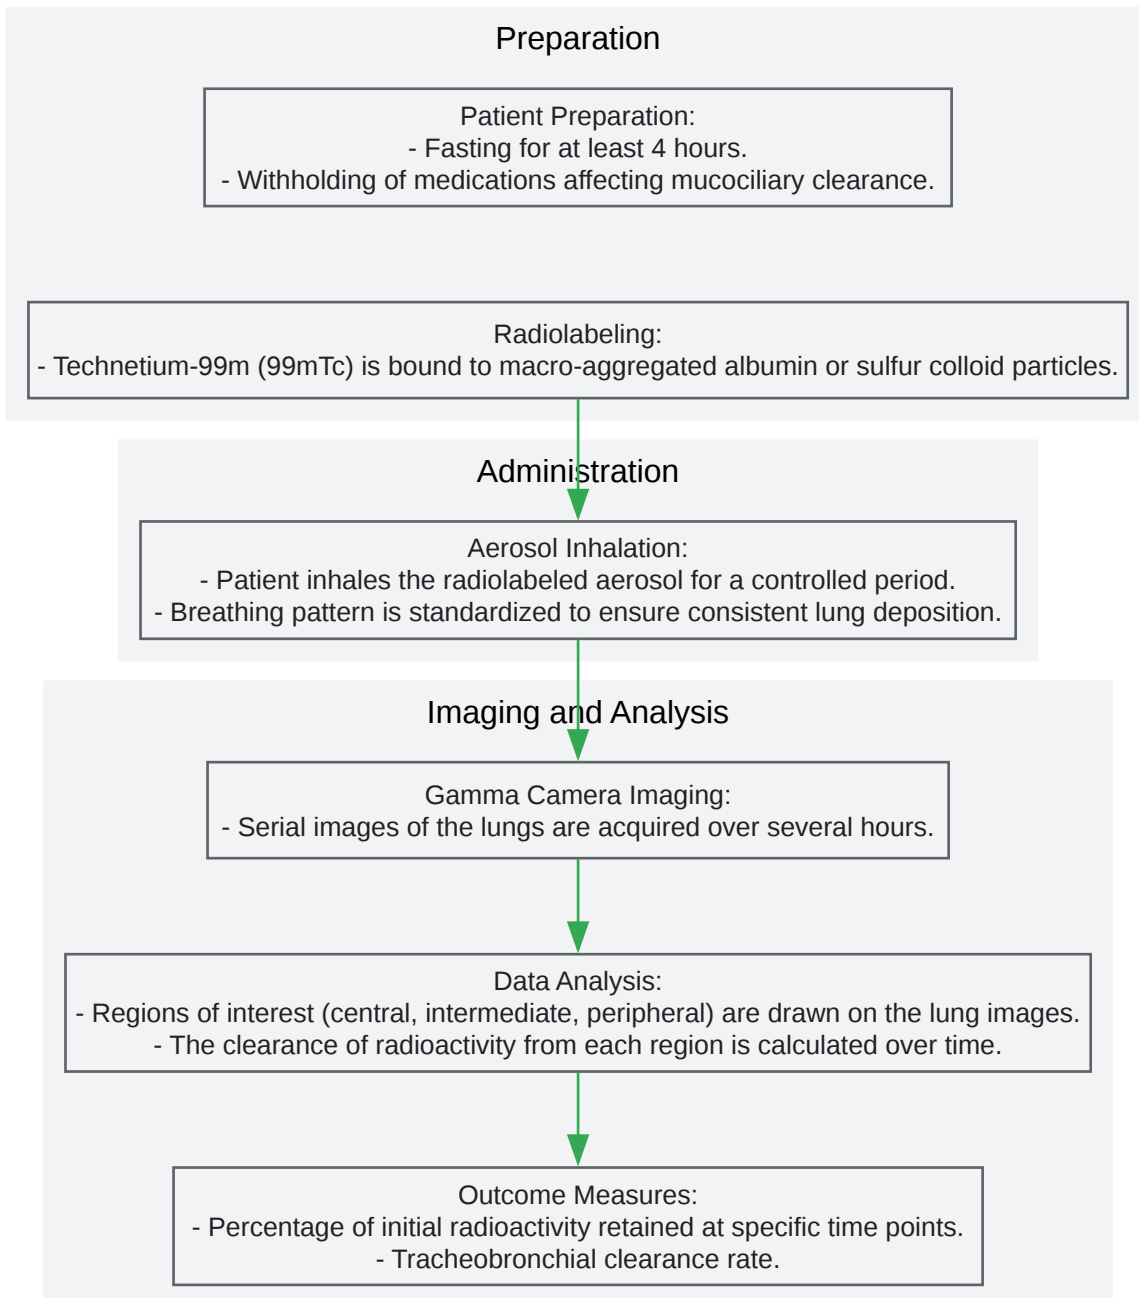 Preparation
Patient Preparation:
- Fasting for at least 4 hours.
- Withholding of medications affecting mucociliary clearance.
Radiolabeling:
- Technetium-99m (99mTc) is bound to macro-aggregated albumin or sulfur colloid particles.
Administration
Aerosol Inhalation:
- Patient inhales the radiolabeled aerosol for a controlled period.
- Breathing pattern is standardized to ensure consistent lung deposition.
Imaging and Analysis
Gamma Camera Imaging:
- Serial images of the lungs are acquired over several hours.
Data Analysis:
- Regions of interest (central, intermediate, peripheral) are drawn on the lung images.
- The clearance of radioactivity from each region is calculated over time.
Outcome Measures:
- Percentage of initial radioactivity retained at specific time points.
- Tracheobronchial clearance rate.